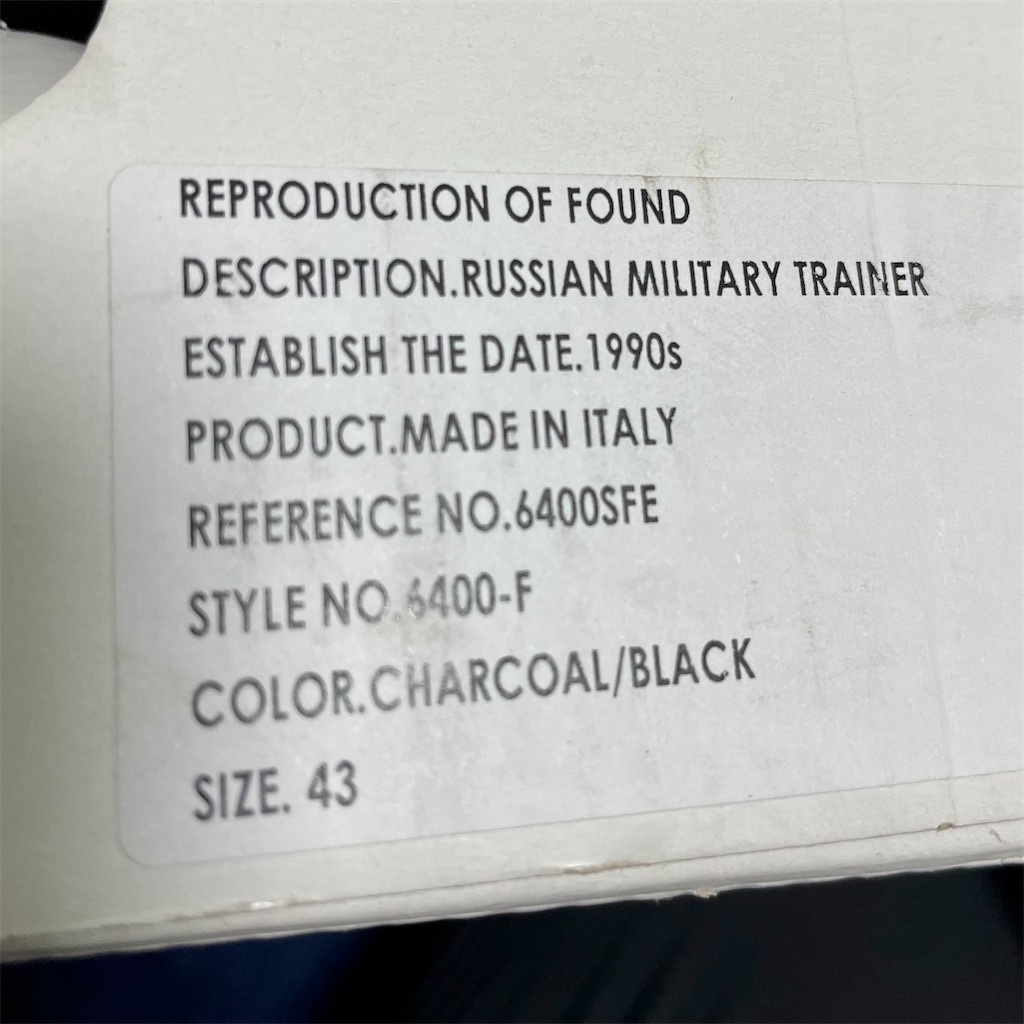 REPRODUCTION OF FOUND
DESCRIPTION.RUSSIAN MILITARY TRAINER
ESTABLISH THE DATE.1990s
PRODUCT.MADE IN ITALY
REFERENCE NO.6400SFE
STYLE NO.6400-F
COLOR.CHARCOAL/BLACK
SIZE. 43